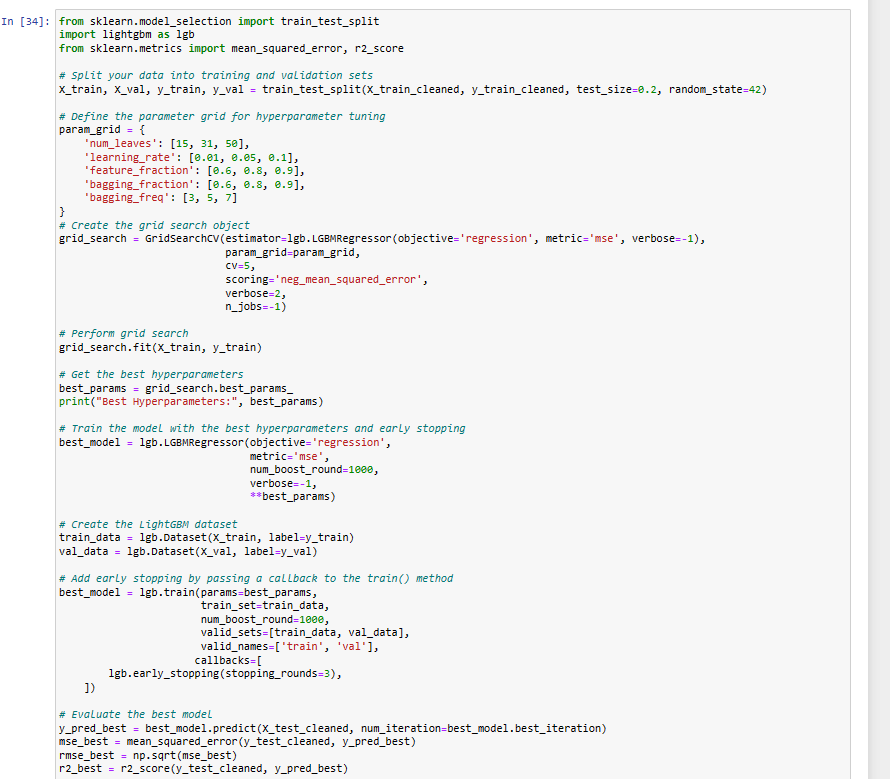 In [34]: from sklearn.model_selection import train_test_split
import lightgbm as lgb
from sklearn.metrics import mean_squared_error, r2_score

# Split your data into training and validation sets
X_train, X_val, y_train, y_val = train_test_split(X_train_cleaned, y_train_cleaned, test_size=0.2, random_state=42)

# Define the parameter grid for hyperparameter tuning
param_grid = {
    'num_leaves': [15, 31, 50],
    'learning_rate': [0.01, 0.05, 0.1],
    'feature_fraction': [0.6, 0.8, 0.9],
    'bagging_fraction': [0.6, 0.8, 0.9],
    'bagging_freq': [3, 5, 7]
}
# Create the grid search object
grid_search = GridSearchCV(estimator=lgb.LGBMRegressor(objective='regression', metric='mse', verbose=-1),
                           param_grid=param_grid,
                           cv=5,
                           scoring='neg_mean_squared_error',
                           verbose=2,
                           n_jobs=-1)

# Perform grid search
grid_search.fit(X_train, y_train)

# Get the best hyperparameters
best_params = grid_search.best_params_
print("Best Hyperparameters:", best_params)

# Train the model with the best hyperparameters and early stopping
best_model = lgb.LGBMRegressor(objective='regression',
                               metric='mse',
                               num_boost_round=1000,
                               verbose=-1,
                               **best_params)

# Create the LightGBM dataset
train_data = lgb.Dataset(X_train, label=y_train)
val_data = lgb.Dataset(X_val, label=y_val)

# Add early stopping by passing a callback to the train() method
best_model = lgb.train(params=best_params,
                       train_set=train_data,
                       num_boost_round=1000,
                       valid_sets=[train_data, val_data],
                       valid_names=['train', 'val'],
                      callbacks=[
        lgb.early_stopping(stopping_rounds=3),
    ])

# Evaluate the best model
y_pred_best = best_model.predict(X_test_cleaned, num_iteration=best_model.best_iteration)
mse_best = mean_squared_error(y_test_cleaned, y_pred_best)
rmse_best = np.sqrt(mse_best)
r2_best = r2_score(y_test_cleaned, y_pred_best)